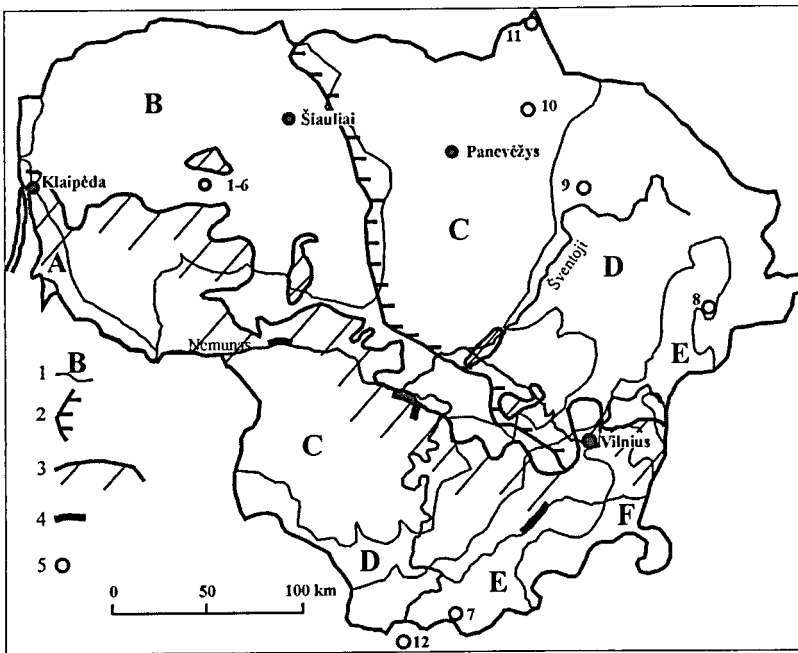 11
B
10
Šiauliai
Panevėžys
1-6
9
Klaipėda
C
D
A
Šventoji
8
E
Nemunas
1 B
2
Vilnius
C
3
F
4
D
E
5
0 50 100 km
7
12